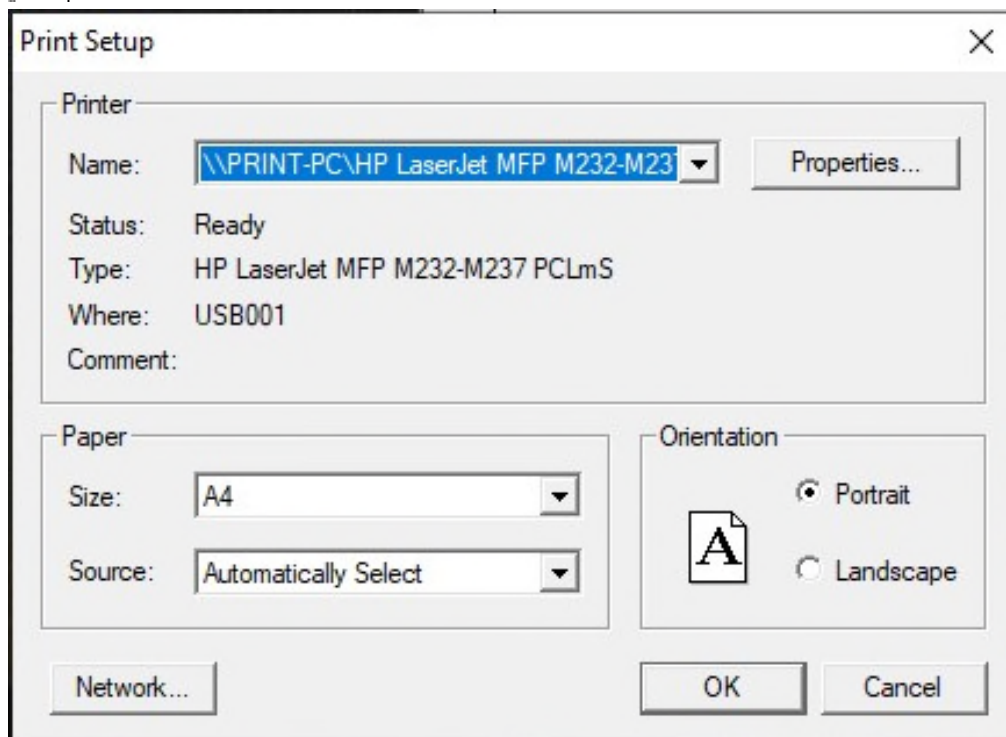 Print Setup
Printer
Name: \\PRINT-PC\HP LaserJet MFP M232-M237 Properties...
Status: Ready
Type: HP LaserJet MFP M232-M237 PCLmS
Where: USB001
Comment:
Paper
Size: A4
Source: Automatically Select
Orientation
Portrait
A
Landscape
Network...
OK
Cancel